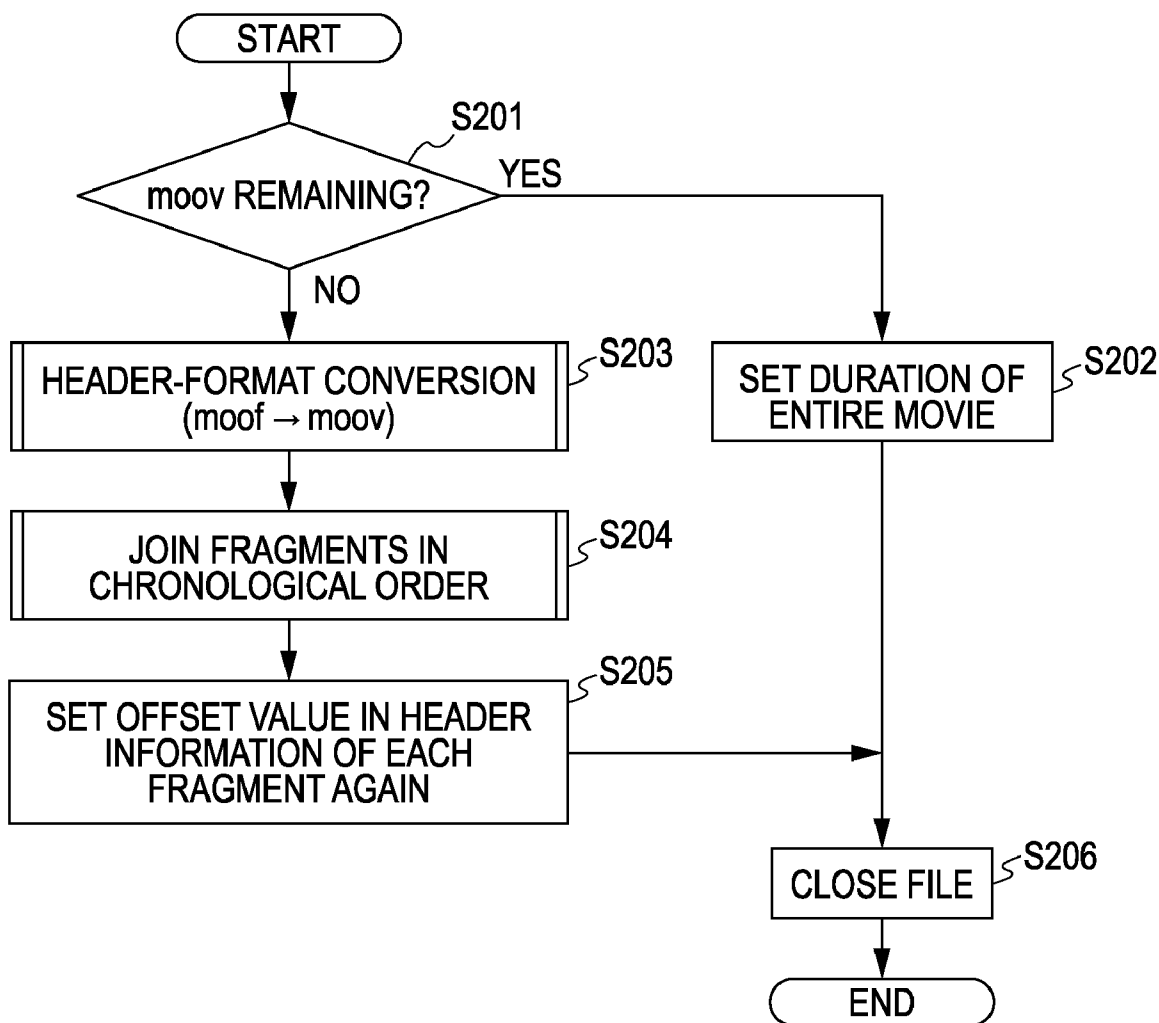 START
S201
moov REMAINING?
YES
NO
S203
HEADER-FORMAT CONVERSION
(moof → moov)
S202
SET DURATION OF
ENTIRE MOVIE
S204
JOIN FRAGMENTS IN
CHRONOLOGICAL ORDER
S205
SET OFFSET VALUE IN HEADER
INFORMATION OF EACH
FRAGMENT AGAIN
S206
CLOSE FILE
END